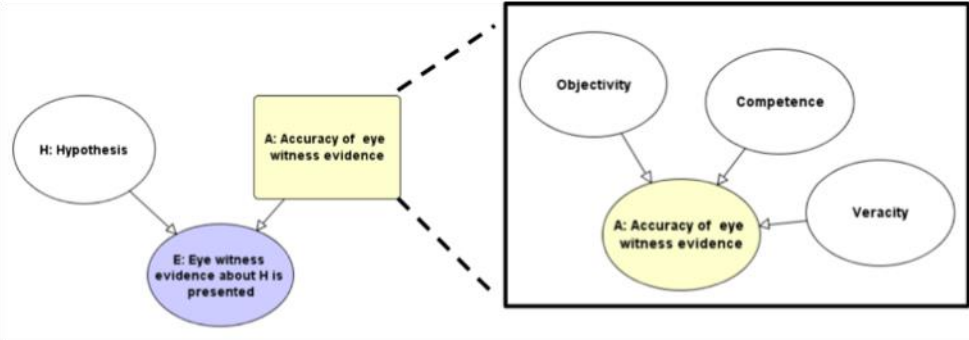 H: Hypothesis
A: Accuracy of eye
witness evidence
E: Eye witness
evidence about H is
presented
Objectivity
Competence
A: Accuracy of eye
witness evidence
Veracity